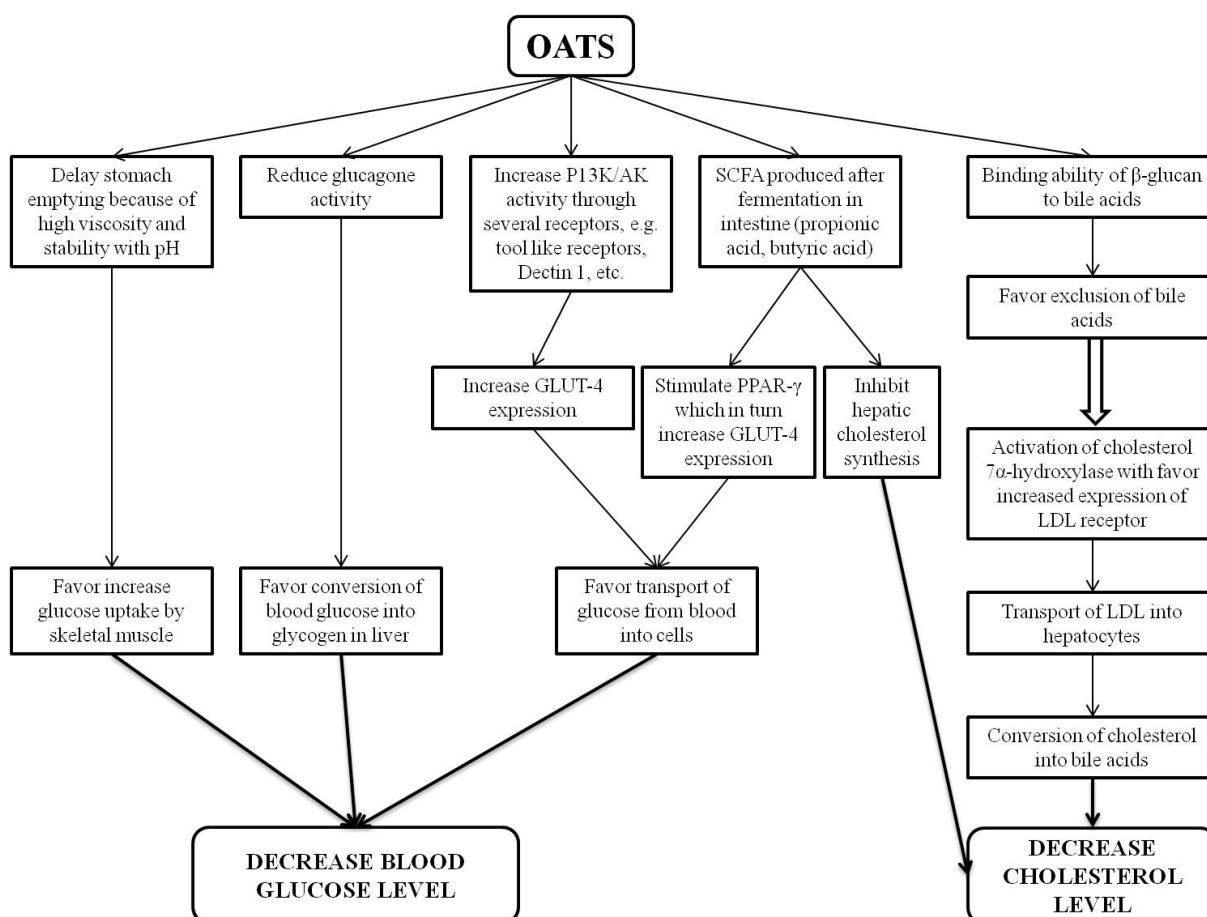 OATS
Delay stomach
emptying because of
high viscosity and
stability with pH
Reduce glucagone
activity
Increase P13K/AK
activity through
several receptors, e.g.
tool like receptors,
Dectin 1, etc.
SCFA produced after
fermentation in
intestine (propionic
acid, butyric acid)
Binding ability of β-glucan
to bile acids
Favor exclusion of bile
acids
Increase GLUT-4
expression
Stimulate PPAR-γ
which in turn
increase GLUT-4
expression
Inhibit
hepatic
cholesterol
synthesis
Activation of cholesterol
7α-hydroxylase with favor
increased expression of
LDL receptor
Favor increase
glucose uptake by
skeletal muscle
Favor conversion of
blood glucose into
glycogen in liver
Favor transport of
glucose from blood
into cells
Transport of LDL into
hepatocytes
Conversion of cholesterol
into bile acids
DECREASE BLOOD
GLUCOSE LEVEL
DECREASE
CHOLESTEROL
LEVEL